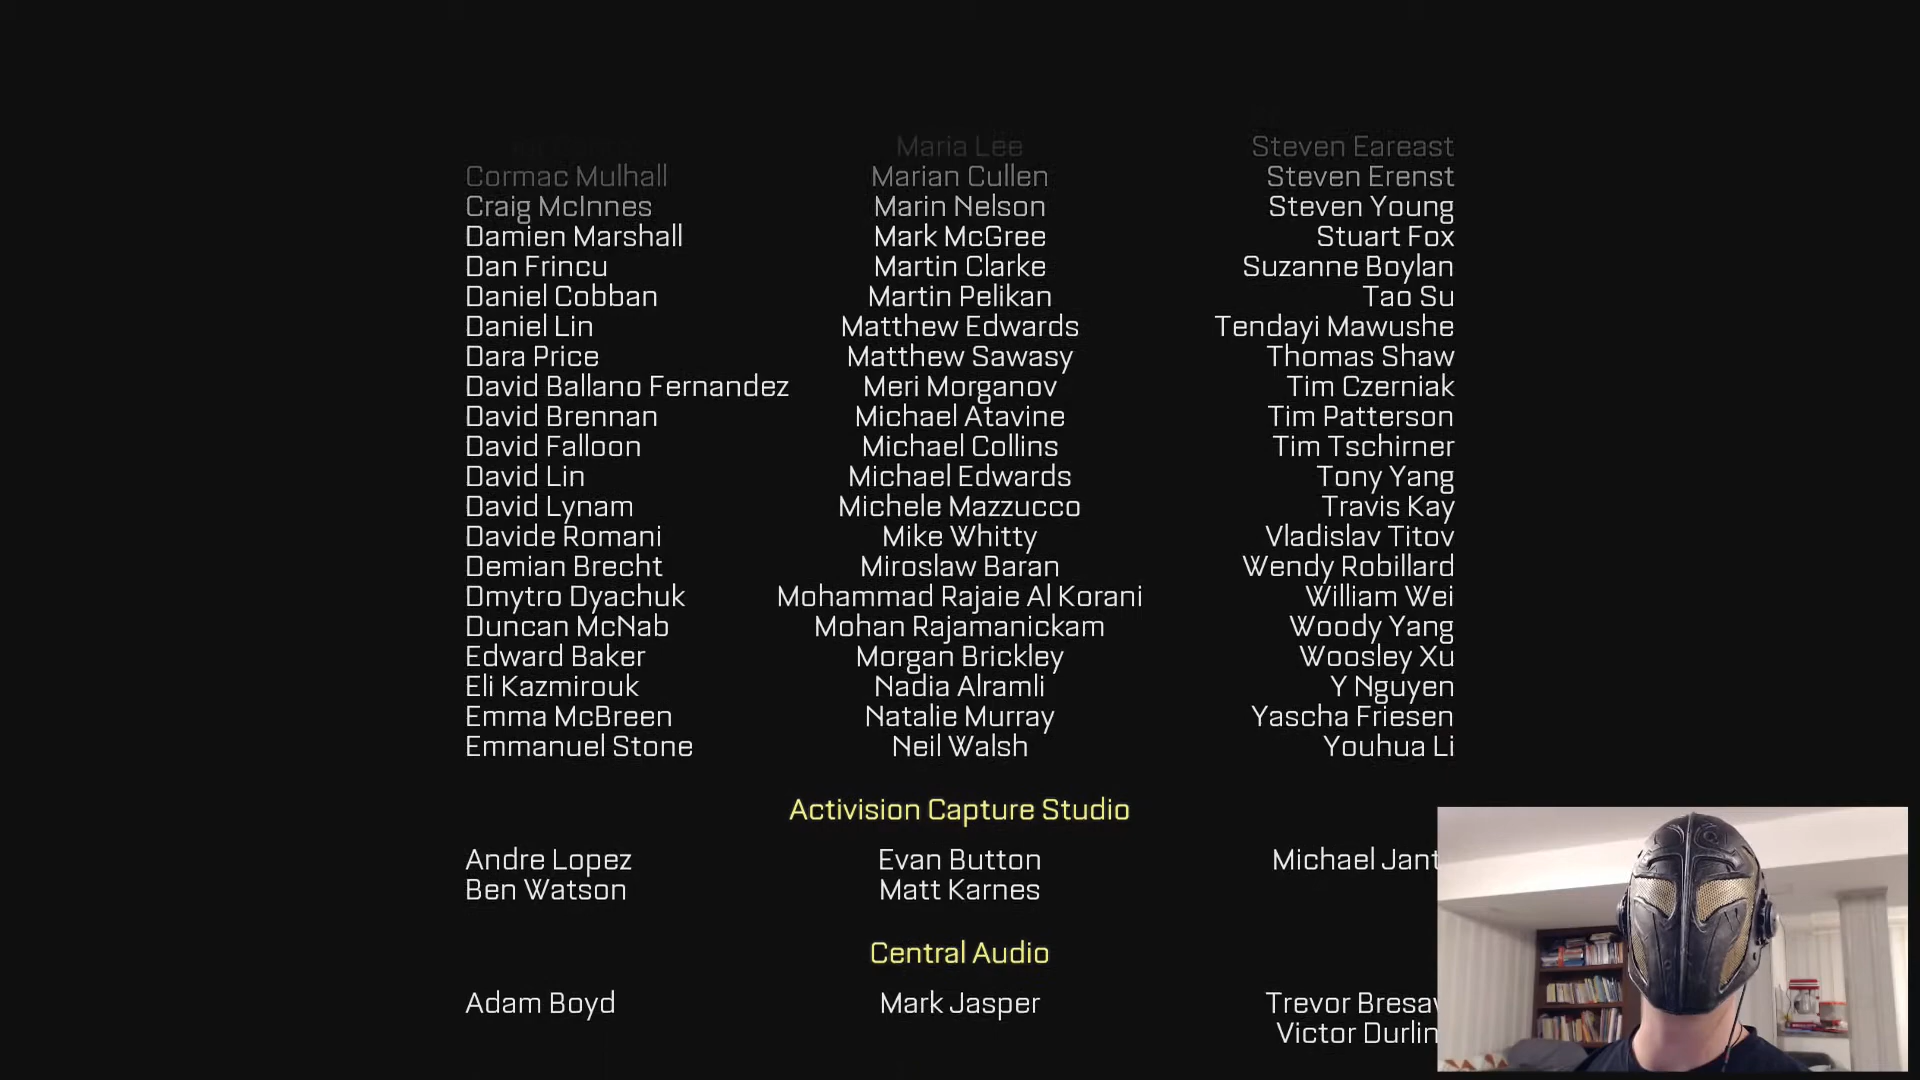 Maria Lee Steven Eareast
Cormac Mulhall Marian Cullen Steven Erenst
Craig McInnes Marin Nelson Steven Young
Damien Marshall Mark McGree Stuart Fox
Dan Frincu Martin Clarke Suzanne Boylan
Daniel Cobban Martin Pelikan Tao Su
Daniel Lin Matthew Edwards Tendayi Mawushe
Dara Price Matthew Sawasy Thomas Shaw
David Ballano Fernandez Meri Morganov Tim Czerniak
David Brennan Michael Atavine Tim Patterson
David Falloon Michael Collins Tim Tschirner
David Lin Michael Edwards Tony Yang
David Lynam Michele Mazzucco Travis Kay
Davide Romani Mike Whitty Vladislav Titov
Demian Brecht Miroslaw Baran Wendy Robillard
Dmytro Dyachuk Mohammad Rajaie Al Korani William Wei
Duncan McNab Mohan Rajamanickam Woody Yang
Edward Baker Morgan Brickley Woosley Xu
Eli Kazmirouk Nadia Alramli Y Nguyen
Emma McBreen Natalie Murray Yascha Friesen
Emmanuel Stone Neil Walsh Youhua Li
Activision Capture Studio
Andre Lopez Evan Button Michael
Ben Watson Matt Karnes
Central Audio
Adam Boyd Mark Jasper Trevor
Victor